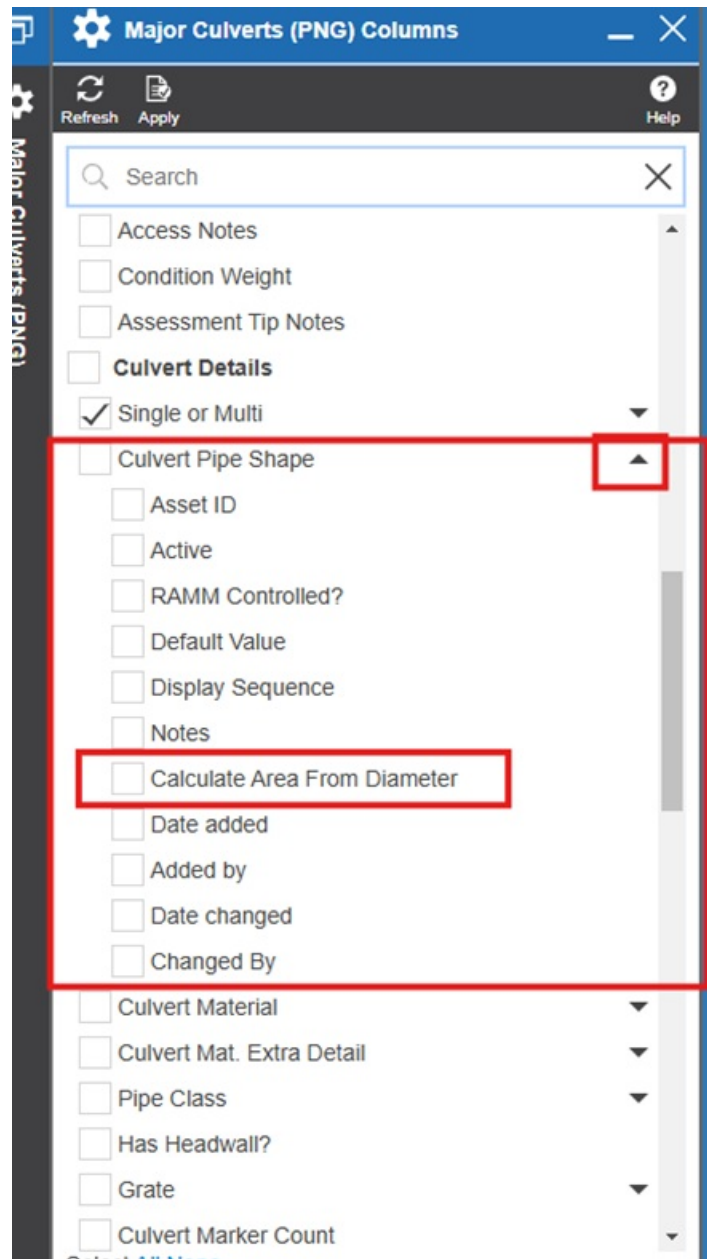 Major Culverts (PNG) Columns
Refresh Apply Help
Major Culverts (PNG)
Search
Access Notes
Condition Weight
Assessment Tip Notes
Culvert Details
Single or Multi
Culvert Pipe Shape
Asset ID
Active
RAMM Controlled?
Default Value
Display Sequence
Notes
Calculate Area From Diameter
Date added
Added by
Date changed
Changed By
Culvert Material
Culvert Mat. Extra Detail
Pipe Class
Has Headwall?
Grate
Culvert Marker Count
Select All None